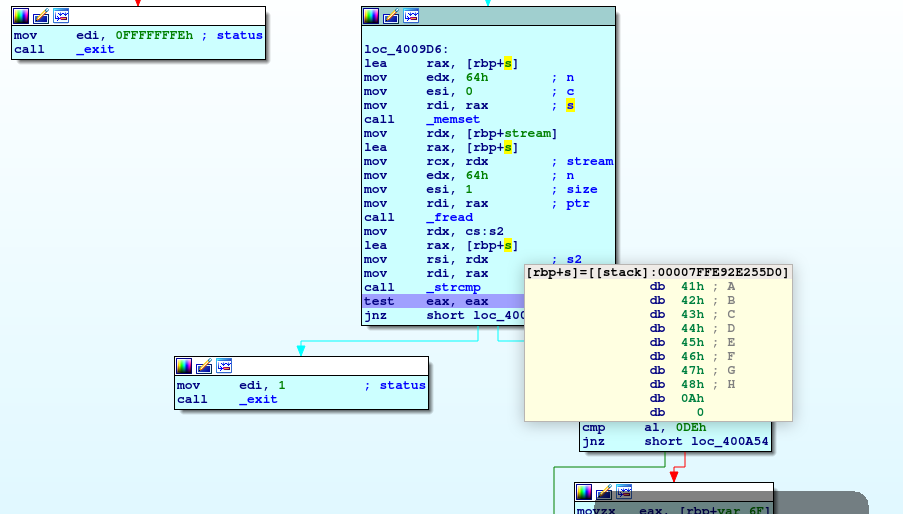 mov edi, 0FFFFFFFEh ; status
call _exit
loc_4009D6:
lea rax, [rbp+s]
mov edx, 64h ; n
mov esi, 0 ; c
mov rdi, rax ; s
call _memset
mov rdx, [rbp+stream]
lea rax, [rbp+s]
mov rcx, rdx ; stream
mov edx, 64h ; n
mov esi, 1 ; size
mov rdi, rax ; ptr
call _fread
mov rdx, cs:s2
lea rax, [rbp+s]
mov rsi, rdx ; s2
mov rdi, rax
call _strcmp
test eax, eax
jnz short loc_400
[rbp+s]=[[stack]:00007FFE92E255D0]
db 41h ; A
db 42h ; B
db 43h ; C
db 44h ; D
db 45h ; E
db 46h ; F
db 47h ; G
db 48h ; H
db 0Ah
db 0
mov edi, 1 ; status
call _exit
cmp al, 0DEh
jnz short loc_400A54
movzx eax, [rbp+var_6F]